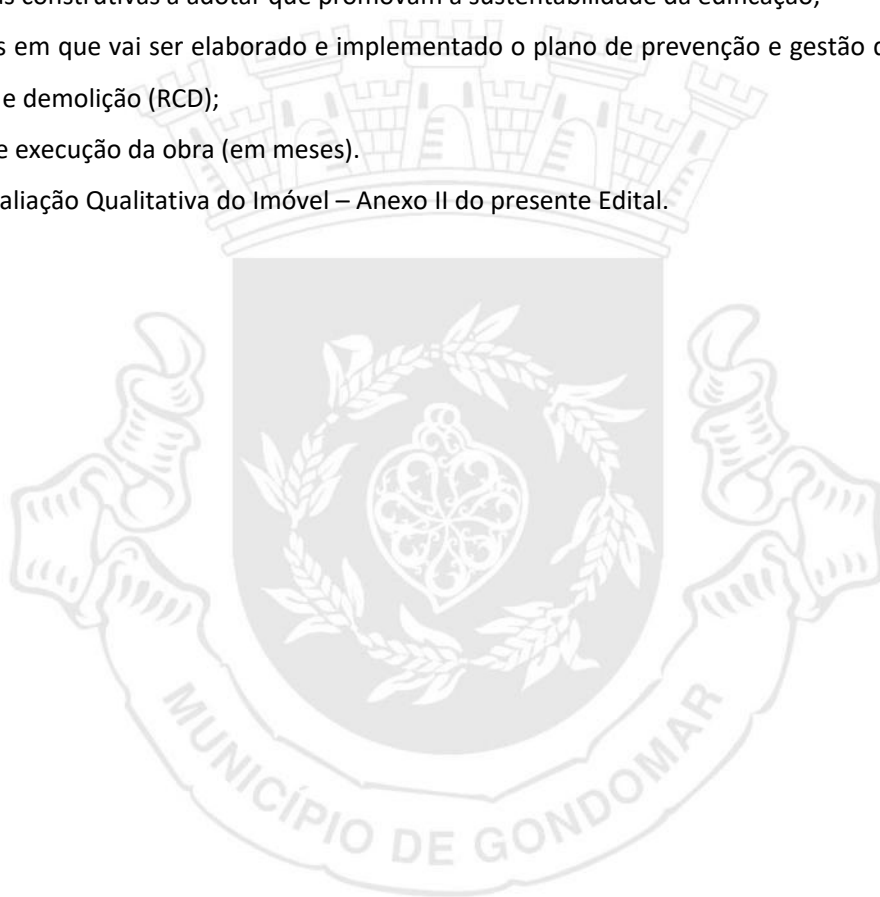 construtivas a adotar que promovam a sustentabilidade da edificação;
em que vai ser elaborado e implementado o plano de prevenção e gestão
e demolição (RCD);
execução da obra (em meses).
Qualitativa do Imóvel – Anexo II do presente Edital.
MUNICÍPIO DE GONDOMAR